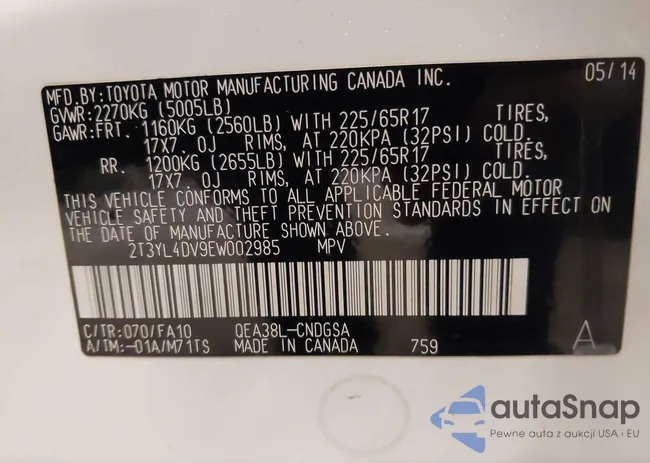 MFD.BY:TOYOTA MOTOR MANUFACTURING CANADA INC. 05/14
GVWR:2270KG (5005LB)
GAWR:FRT. 1160KG (2560LB) WITH 225/65R17 TIRES,
17X7.0J RIMS, AT 220KPA (32PSI) COLD.
RR. 1200KG (2655LB) WITH 225/65R17 TIRES,
17X7.0J RIMS, AT 220KPA (32PSI) COLD.
THIS VEHICLE CONFORMS TO ALL APPLICABLE FEDERAL MOTOR
VEHICLE SAFETY AND THEFT PREVENTION STANDARDS IN EFFECT ON
THE DATE OF MANUFACTURE SHOWN ABOVE.
2T3YL4DV9EW002985 MPV
C/TR:070/FA10 QEA38L-CNDGSA
A/TM:-01A/M71TS MADE IN CANADA 759 A
autaSnap
Pewne auta z aukcji USA i EU